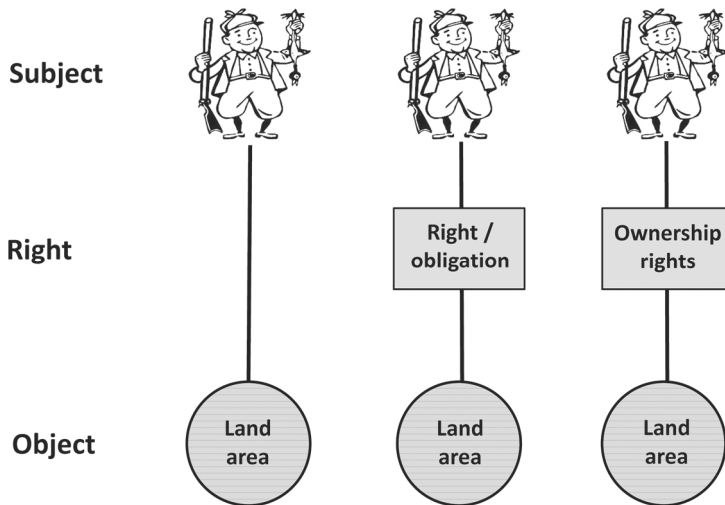 Subject
Right
Right /
obligation
Ownership
rights
Object
Land
area
Land
area
Land
area